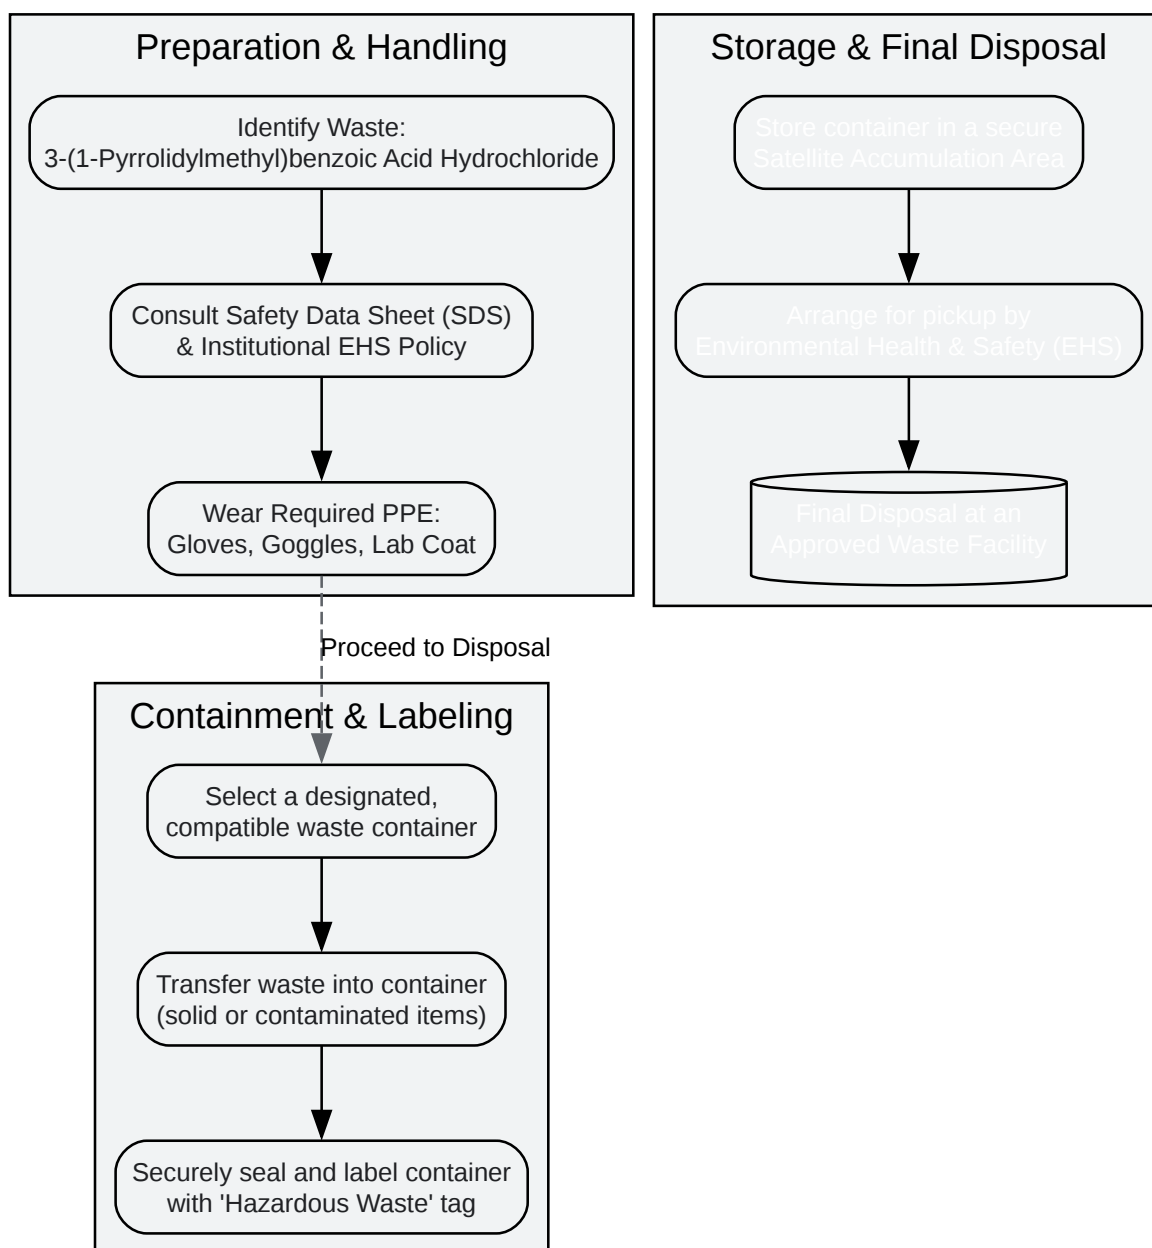 Preparation & Handling
Identify Waste:
3-(1-Pyrrolidylmethyl)benzoic Acid Hydrochloride
Consult Safety Data Sheet (SDS)
& Institutional EHS Policy
Wear Required PPE:
Gloves, Goggles, Lab Coat
Proceed to Disposal
Containment & Labeling
Select a designated,
compatible waste container
Transfer waste into container
(solid or contaminated items)
Securely seal and label container
with 'Hazardous Waste' tag
Storage & Final Disposal
Store container in a secure
Satellite Accumulation Area
Arrange for pickup by
Environmental Health & Safety (EHS)
Final Disposal at an
Approved Waste Facility